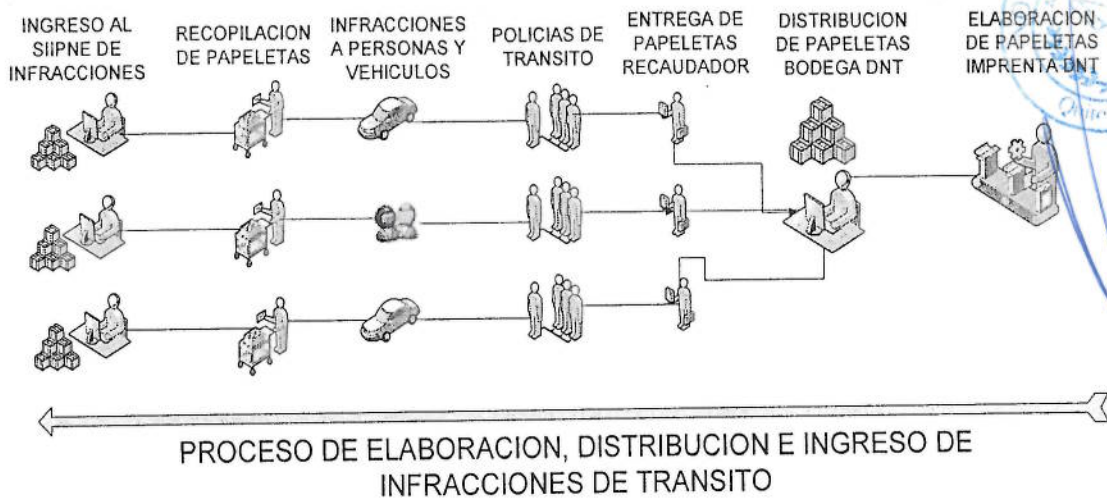 INGRESO AL
SIIPNE DE
INFRACCIONES
RECOPILACION
DE PAPELETAS
INFRACCIONES
A PERSONAS Y
VEHICULOS
POLICIAS DE
TRANSITO
ENTREGA DE
PAPELETAS
RECAUDADOR
DISTRIBUCION
DE PAPELETAS
BODEGA DNT
ELABORACION
DE PAPELETAS
IMPRENTA DNT
PROCESO DE ELABORACION, DISTRIBUCION E INGRESO DE
INFRACCIONES DE TRANSITO